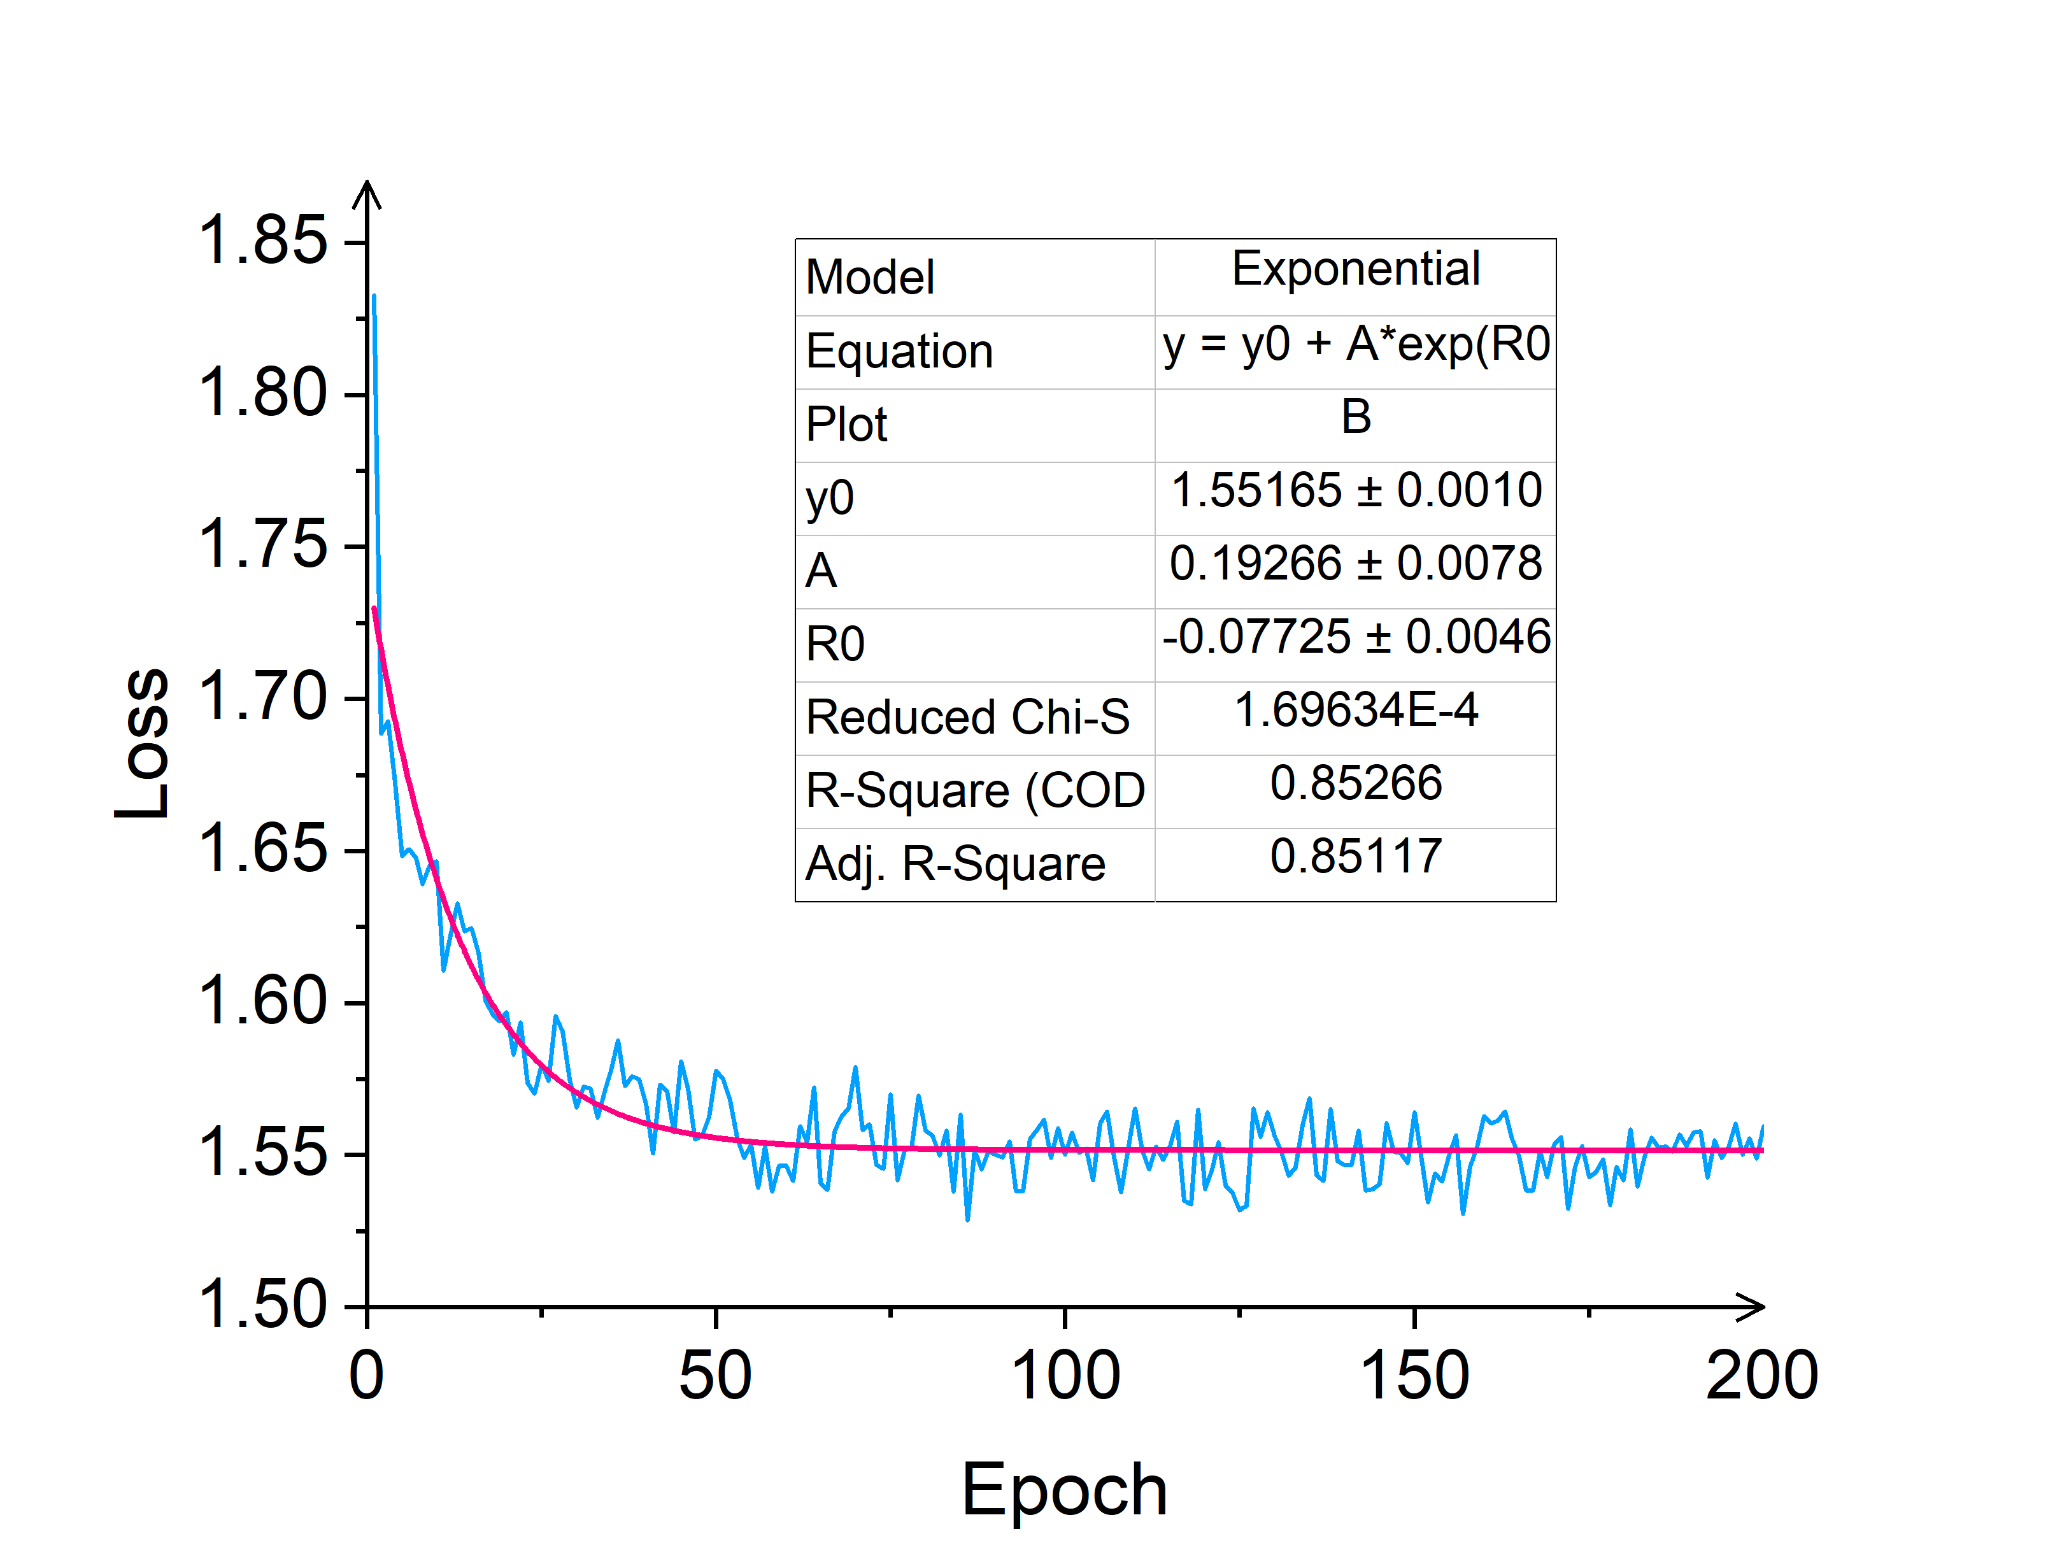 1.85
1.80
1.75
1.70
1.65
1.60
1.55
1.50
Loss
0 50 100 150 200
Epoch
Model Exponential
Equation y = y0 + A*exp(R0
Plot B
y0 1.55165 ± 0.0010
A 0.19266 ± 0.0078
R0 -0.07725 ± 0.0046
Reduced Chi-S 1.69634E-4
R-Square (COD 0.85266
Adj. R-Square 0.85117